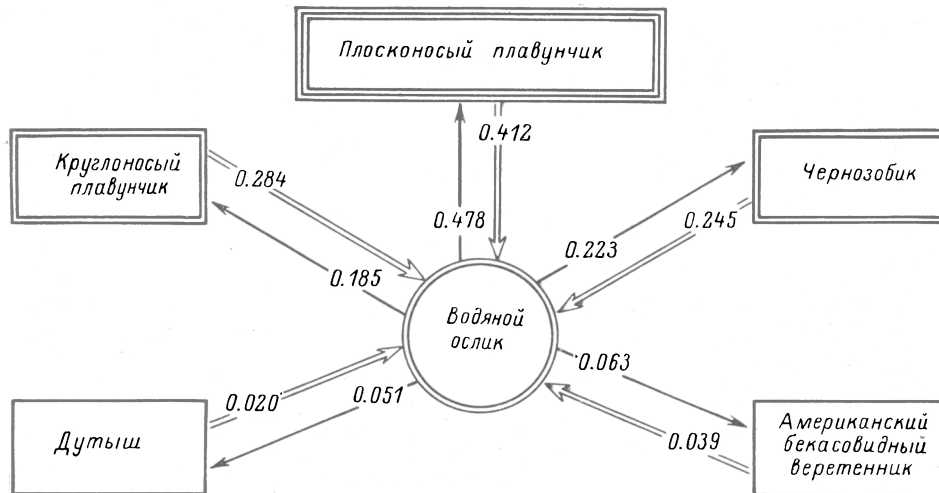 Плосконосый плавунчик
0.412
Круглоносый
плавунчик
0.284
Чернозобик
0.478
0.245
0.223
0.185
Водяной
ослик
0.063
0.020
0.051
Дутыш
0.039
Американский
бекасовидный
веретенник